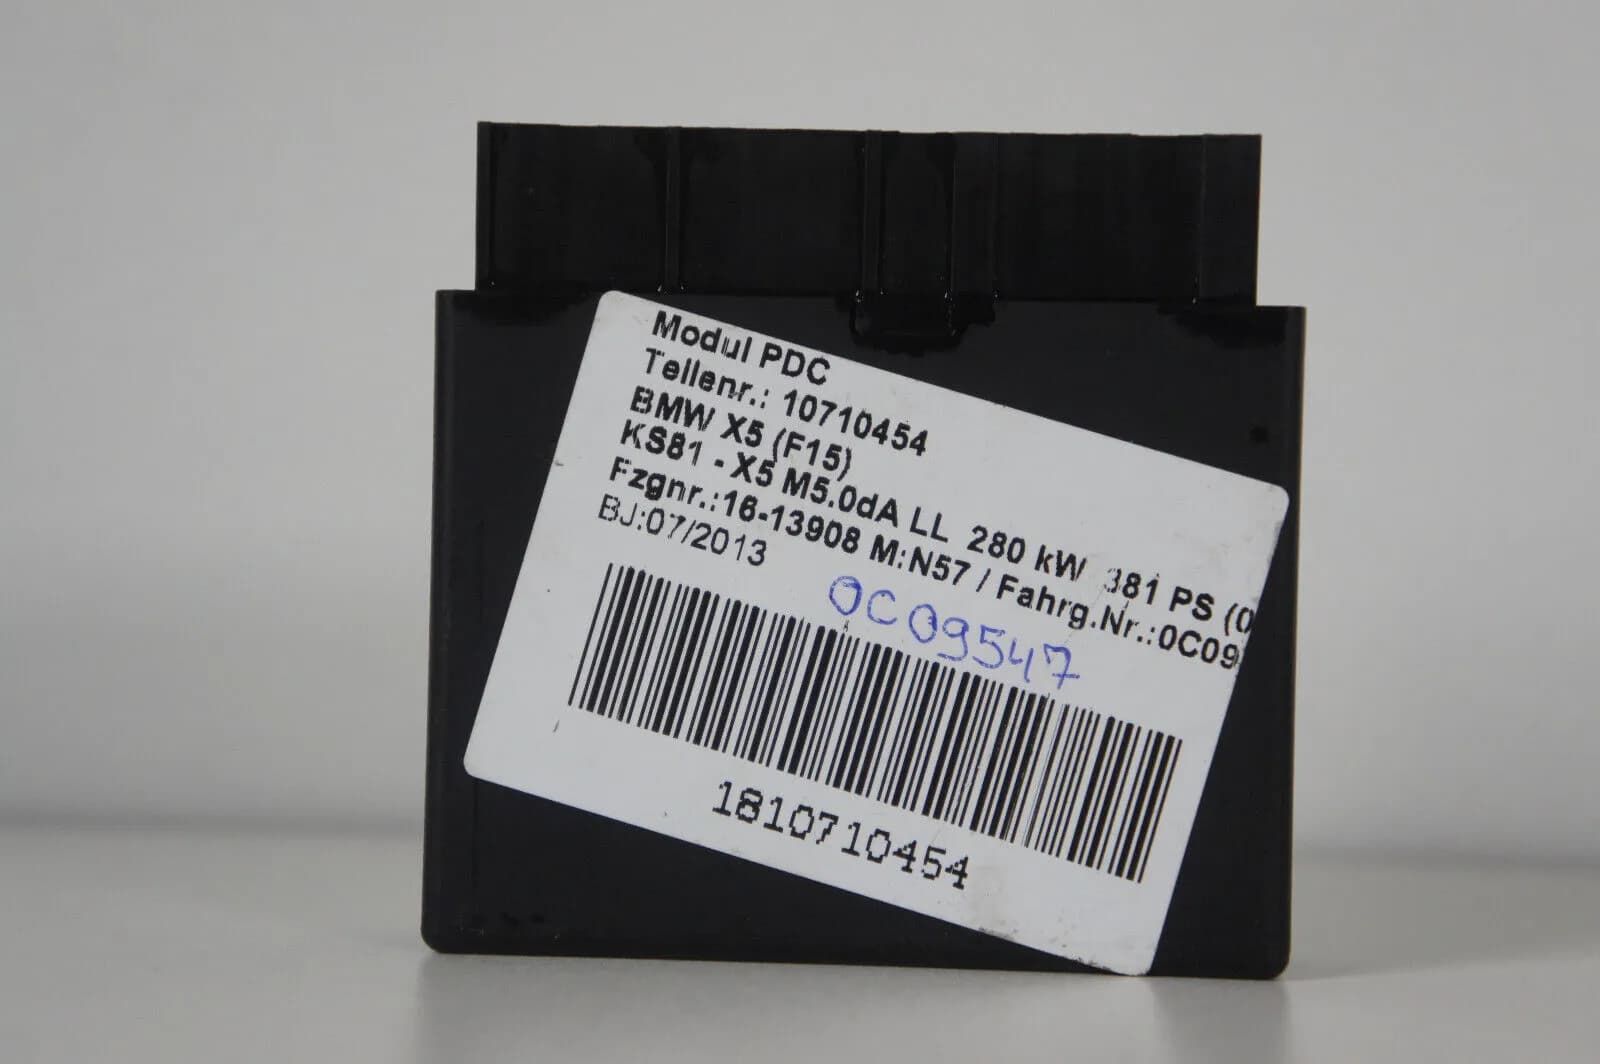 Modul PDC
Teilenr.: 10710454
BMW X5 (F15)
KS81 - X5 M5.0dA LL 280 kW 381 PS (0
Fzgnr.:16-13908 M:N57 / Fahrg.Nr.:0C09
BJ:07/2013
0C09547
1810710454